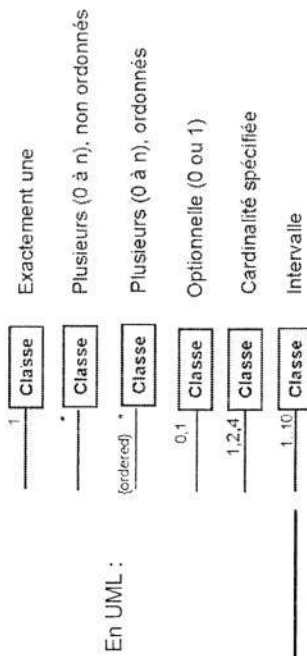 En UML :
1 Classe Exactement une
* Classe Plusieurs (0 à n), non ordonnés
{ordered} * Classe Plusieurs (0 à n), ordonnés
0,1 Classe Optionnelle (0 ou 1)
1,2,4 Classe Cardinalité spécifiée
1..10 Classe Intervalle